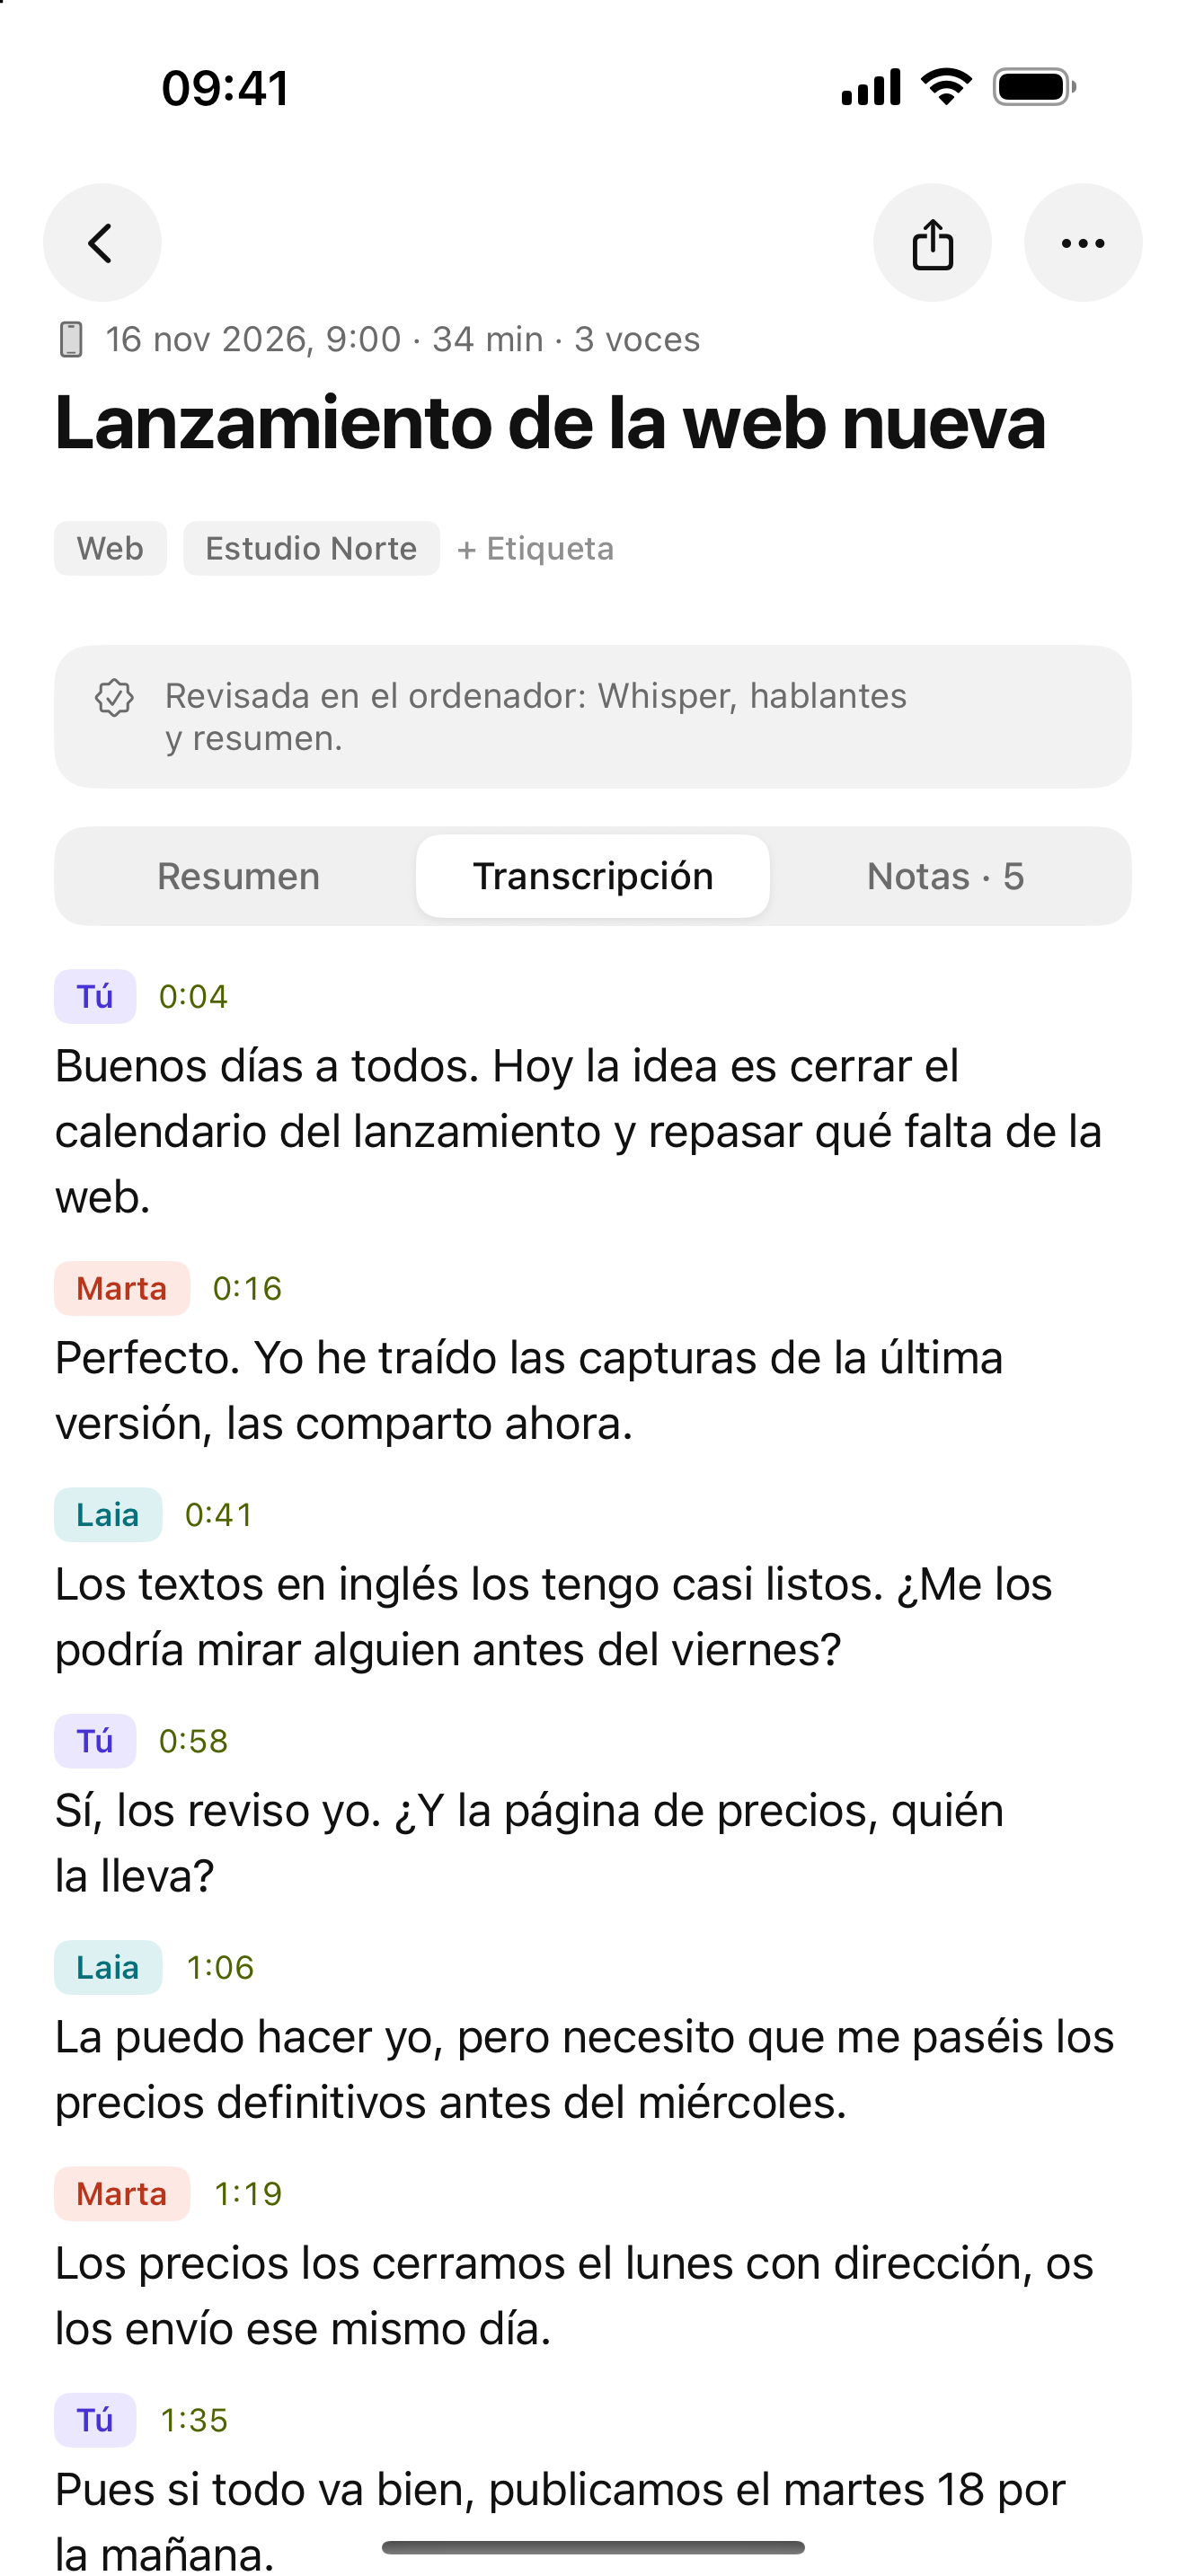 09:41
16 nov 2026, 9:00 · 34 min · 3 voces
Lanzamiento de la web nueva
Web
Estudio Norte
+ Etiqueta
Revisada en el ordenador: Whisper, hablantes
y resumen.
Resumen
Transcripción
Notas · 5
Tú 0:04
Buenos días a todos. Hoy la idea es cerrar el
calendario del lanzamiento y repasar qué falta de la
web.
Marta 0:16
Perfecto. Yo he traído las capturas de la última
versión, las comparto ahora.
Laia 0:41
Los textos en inglés los tengo casi listos. ¿Me los
podría mirar alguien antes del viernes?
Tú 0:58
Sí, los reviso yo. ¿Y la página de precios, quién
la lleva?
Laia 1:06
La puedo hacer yo, pero necesito que me paséis los
precios definitivos antes del miércoles.
Marta 1:19
Los precios los cerramos el lunes con dirección, os
los envío ese mismo día.
Tú 1:35
Pues si todo va bien, publicamos el martes 18 por
la mañana.